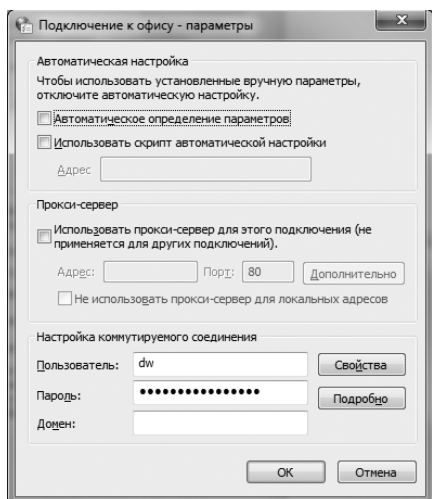 Подключение к офису - параметры
Автоматическая настройка
Чтобы использовать установленные вручную параметры,
отключите автоматическую настройку.
Автоматическое определение параметров
Использовать скрипт автоматической настройки
Адрес
Прокси-сервер
Использовать прокси-сервер для этого подключения (не
применяется для других подключений).
Адрес: Порт: 80 Дополнительно
Не использовать прокси-сервер для локальных адресов
Настройка коммутируемого соединения
Пользователь: dw Свойства
Пароль: •••••••••••••••• Подробно
Домен:
ОК Отмена